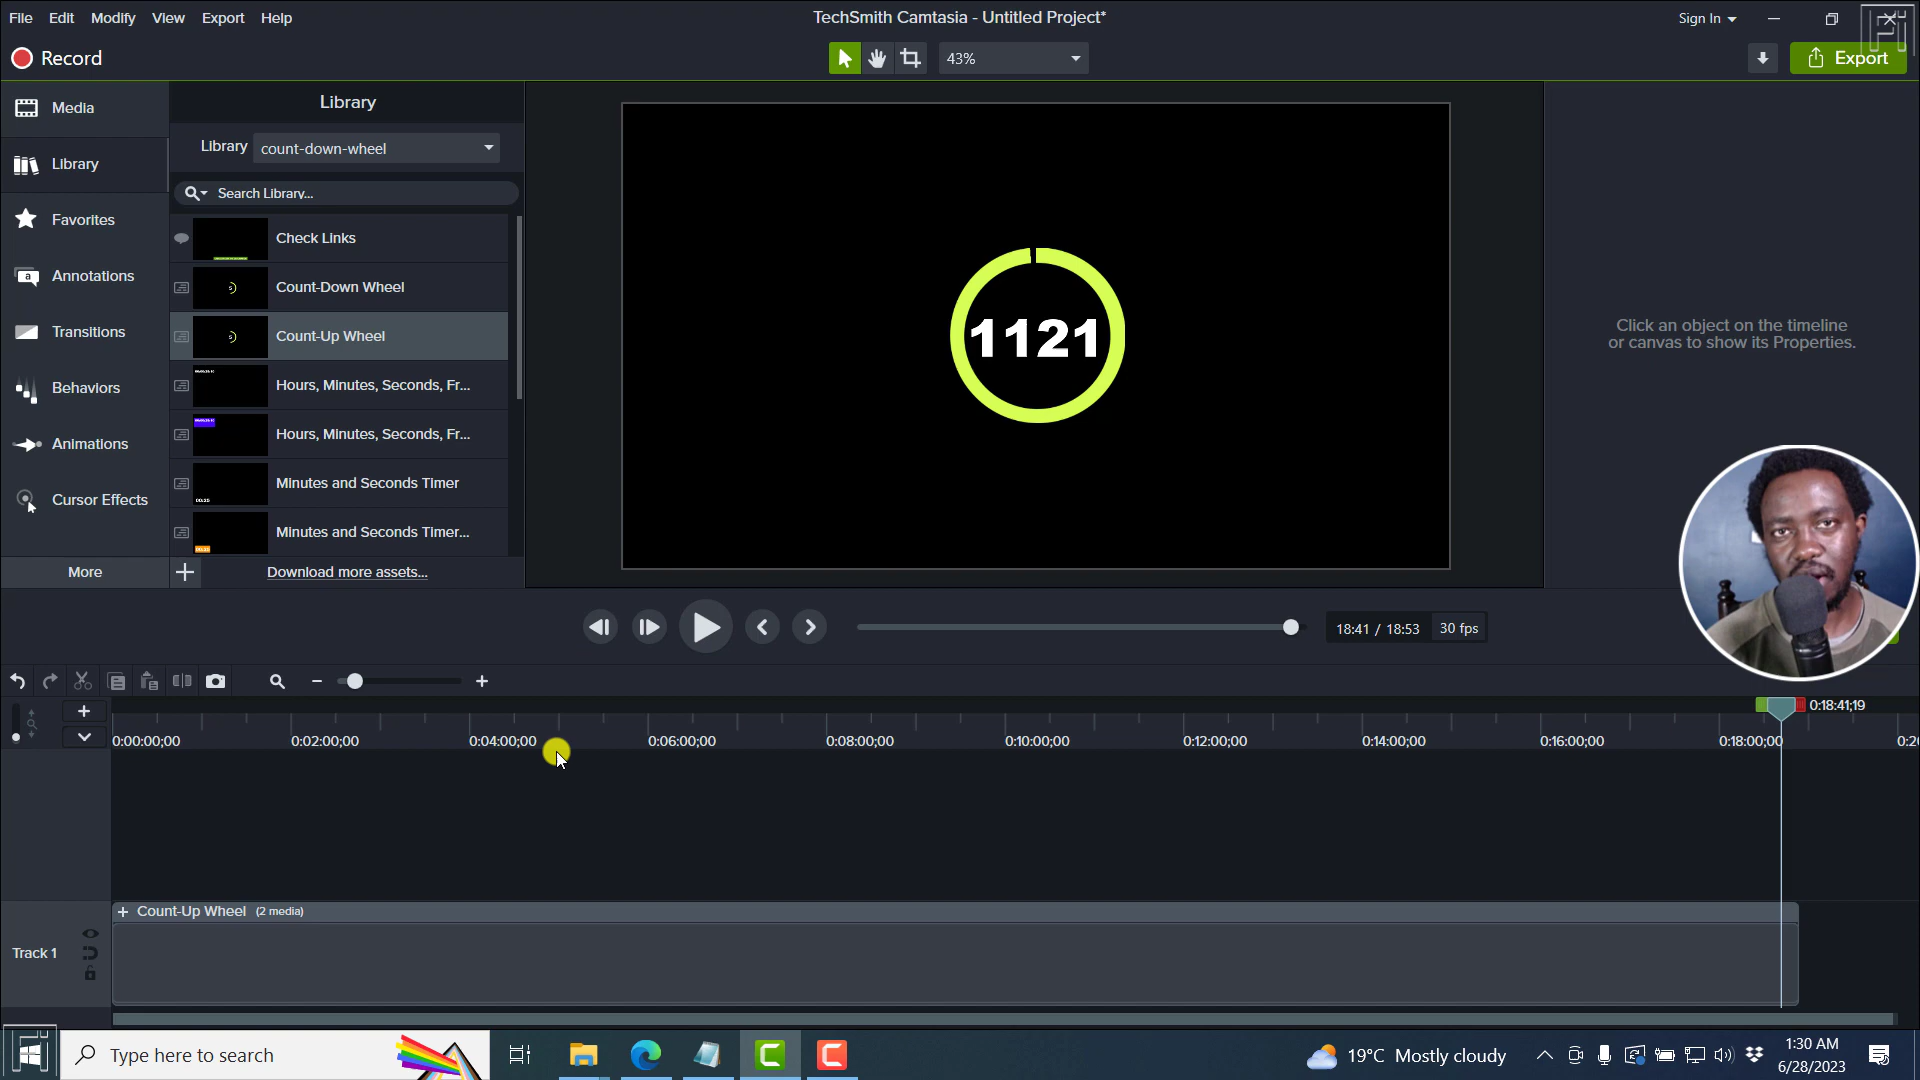 File Edit Modify View Export Help
TechSmith Camtasia - Untitled Project*
Sign In
Record
43%
Export
Media
Library
Favorites
Annotations
Transitions
Behaviors
Animations
Cursor Effects
More
Library
Library count-down-wheel
Search Library...
Check Links
Count-Down Wheel
Count-Up Wheel
Hours, Minutes, Seconds, Fr...
Hours, Minutes, Seconds, Fr...
Minutes and Seconds Timer
Minutes and Seconds Timer...
Download more assets...
1121
Click an object on the timeline
or canvas to show its Properties.
18:41 / 18:53 30 fps
0:18:41;19
0:00:00;00 0:02:00;00 0:04:00;00 0:06:00;00 0:08:00;00 0:10:00;00 0:12:00;00 0:14:00;00 0:16:00;00 0:18:00;00
Count-Up Wheel (2 media)
Track 1
Type here to search
19°C Mostly cloudy
1:30 AM
6/28/2023